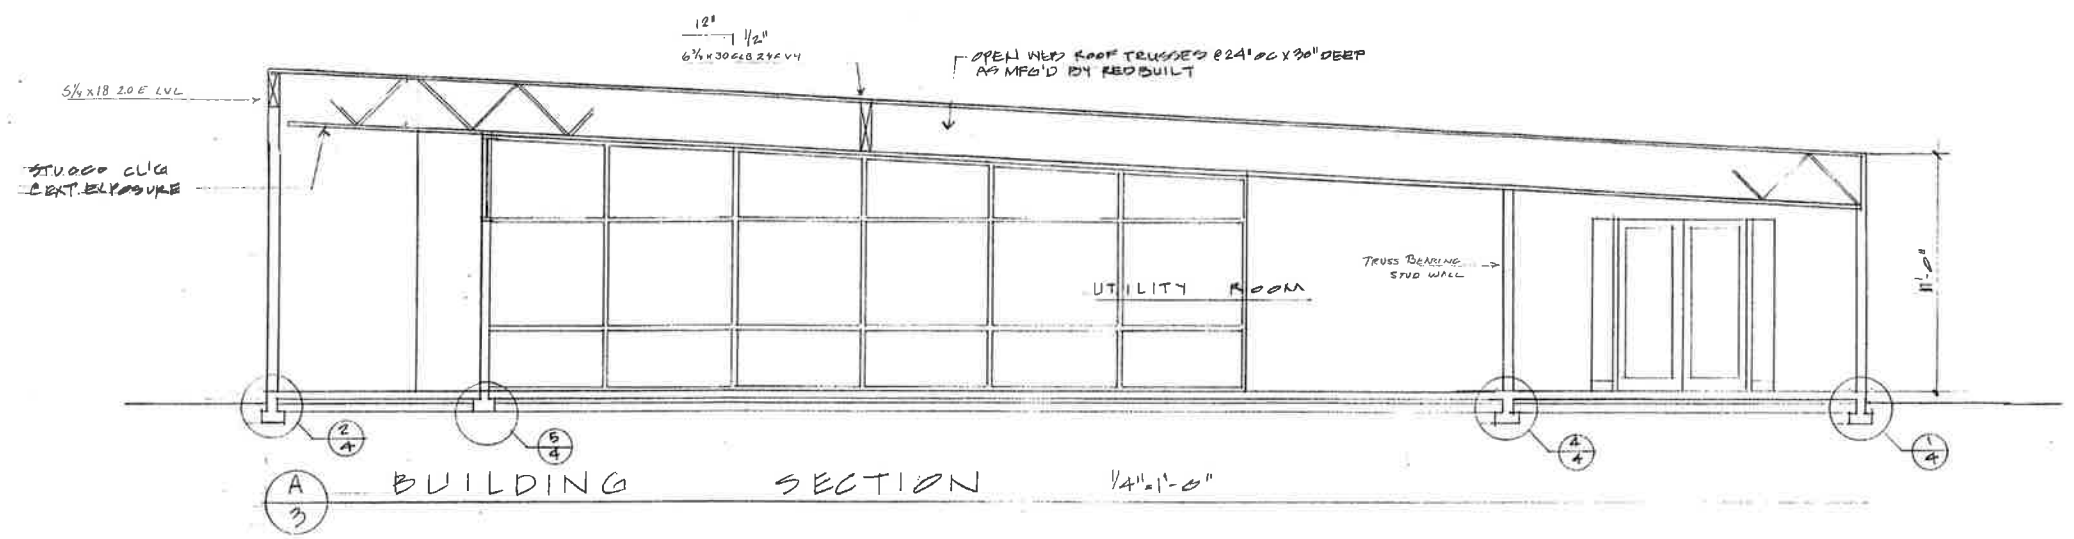 12"
1 1/2"
6 3/4 x 30 GLB 24F V4
OPEN WEB ROOF TRUSSES @ 24" OC x 30" DEEP
AS MFG'D BY REDBUILT
5 1/4 x 18 2.0 E LVL
STUCCO CL'G
@ EXT. EXPOSURE
TRUSS BEARING
STUD WALL
11'-0"
UTILITY ROOM
2
4
5
4
4
4
1
4
A
3
BUILDING SECTION 1/4"=1'-0"